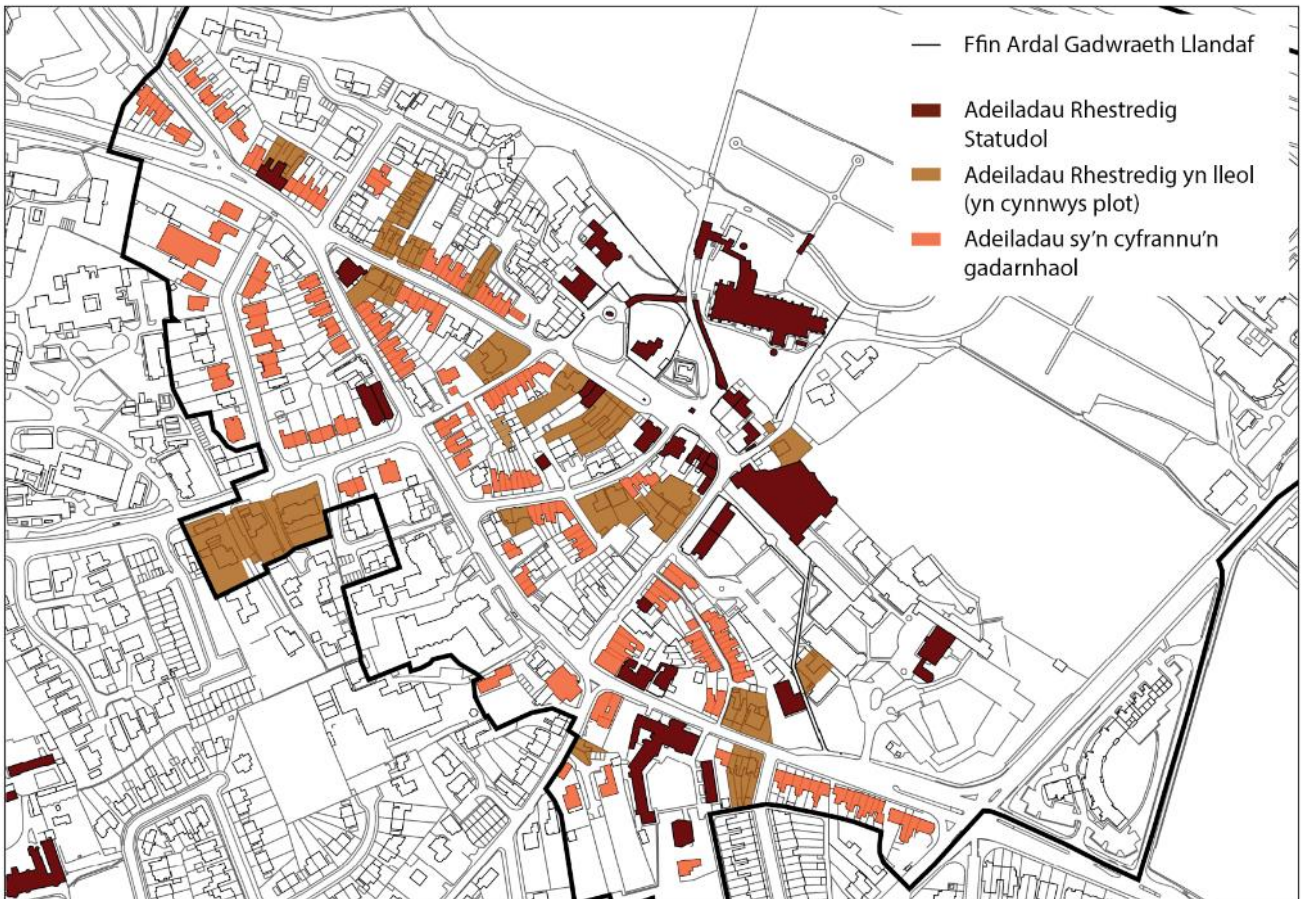 Ffin Ardal Gadwraeth Llandaf
Adeiladau Rhestredig
Statudol
Adeiladau Rhestredig yn lleol
(yn cynnwys plot)
Adeiladau sy'n cyfrannu'n
gadarnhaol